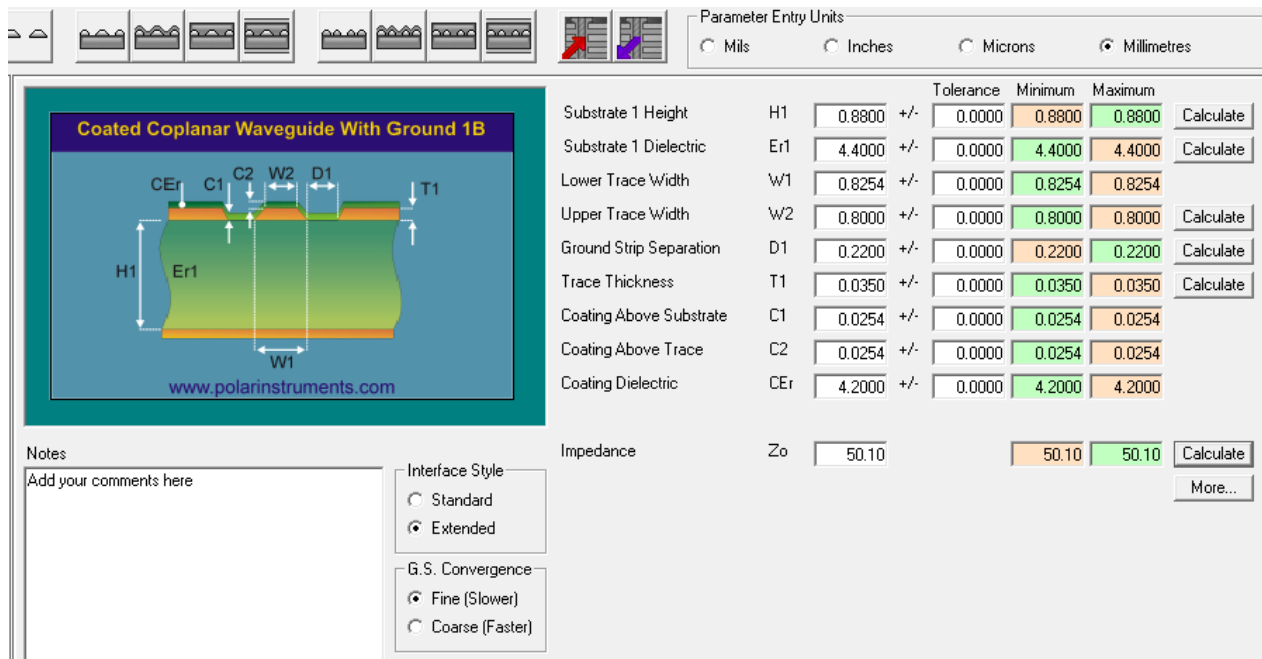 Parameter Entry Units
Mils Inches Microns Millimetres
Tolerance Minimum Maximum
Coated Coplanar Waveguide With Ground 1B
CEr C1 C2 W2 D1 T1
H1 Er1
W1
www.polarinstruments.com
Substrate 1 Height H1 0.8800 +/- 0.0000 0.8800 0.8800 Calculate
Substrate 1 Dielectric Er1 4.4000 +/- 0.0000 4.4000 4.4000 Calculate
Lower Trace Width W1 0.8254 +/- 0.0000 0.8254 0.8254
Upper Trace Width W2 0.8000 +/- 0.0000 0.8000 0.8000 Calculate
Ground Strip Separation D1 0.2200 +/- 0.0000 0.2200 0.2200 Calculate
Trace Thickness T1 0.0350 +/- 0.0000 0.0350 0.0350 Calculate
Coating Above Substrate C1 0.0254 +/- 0.0000 0.0254 0.0254
Coating Above Trace C2 0.0254 +/- 0.0000 0.0254 0.0254
Coating Dielectric CEr 4.2000 +/- 0.0000 4.2000 4.2000
Impedance Zo 50.10 50.10 50.10 Calculate
More...
Notes
Add your comments here
Interface Style
Standard
Extended
G.S. Convergence
Fine (Slower)
Coarse (Faster)